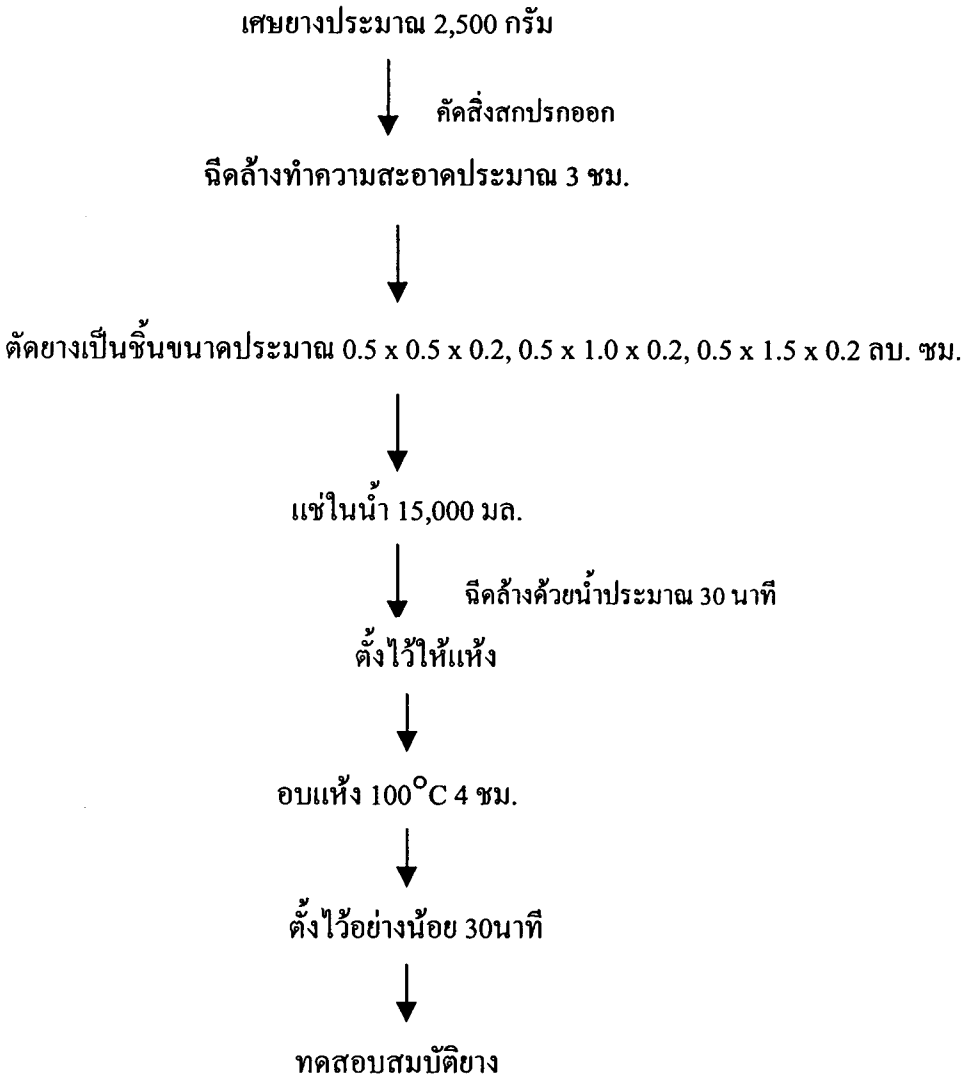 เศษยางประมาณ 2,500 กรัม
คัดสิ่งสกปรกออก
ฉีดล้างทำความสะอาดประมาณ 3 ชม.
ตัดยางเป็นชิ้นขนาดประมาณ 0.5 x 0.5 x 0.2, 0.5 x 1.0 x 0.2, 0.5 x 1.5 x 0.2 ลบ. ซม.
แช่ในน้ำ 15,000 มล.
ฉีดล้างด้วยน้ำประมาณ 30 นาที
ตั้งไว้ให้แห้ง
อบแห้ง 100°C 4 ชม.
ตั้งไว้อย่างน้อย 30นาที
ทดสอบสมบัติยาง